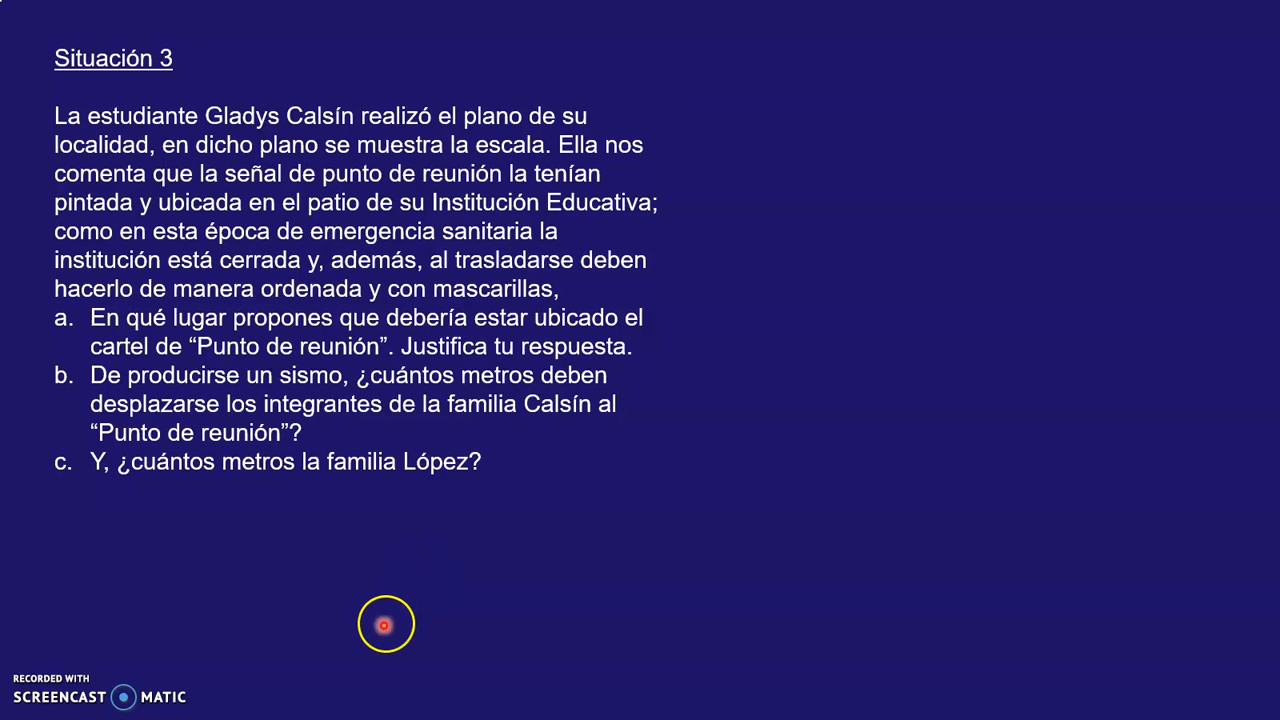 Situación 3
La estudiante Gladys Calsín realizó el plano de su
localidad, en dicho plano se muestra la escala. Ella nos
comenta que la señal de punto de reunión la tenían
pintada y ubicada en el patio de su Institución Educativa;
como en esta época de emergencia sanitaria la
institución está cerrada y, además, al trasladarse deben
hacerlo de manera ordenada y con mascarillas,
a. En qué lugar propones que debería estar ubicado el
cartel de “Punto de reunión”. Justifica tu respuesta.
b. De producirse un sismo, ¿cuántos metros deben
desplazarse los integrantes de la familia Calsín al
“Punto de reunión”?
c. Y, ¿cuántos metros la familia López?
RECORDED WITH
SCREENCAST MATIC